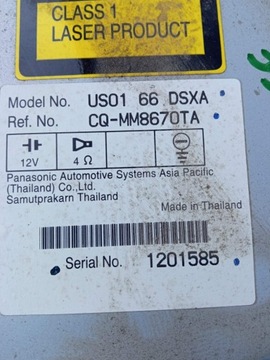 CLASS 1
LASER PRODUCT
Model No. US01 66 DSXA
Ref. No. CQ-MM8670TA
12V 4 Ω
Panasonic Automotive Systems Asia Pacific
(Thailand) Co.,Ltd.
Samutprakarn Thailand
Made in Thailand
Serial No. 1201585